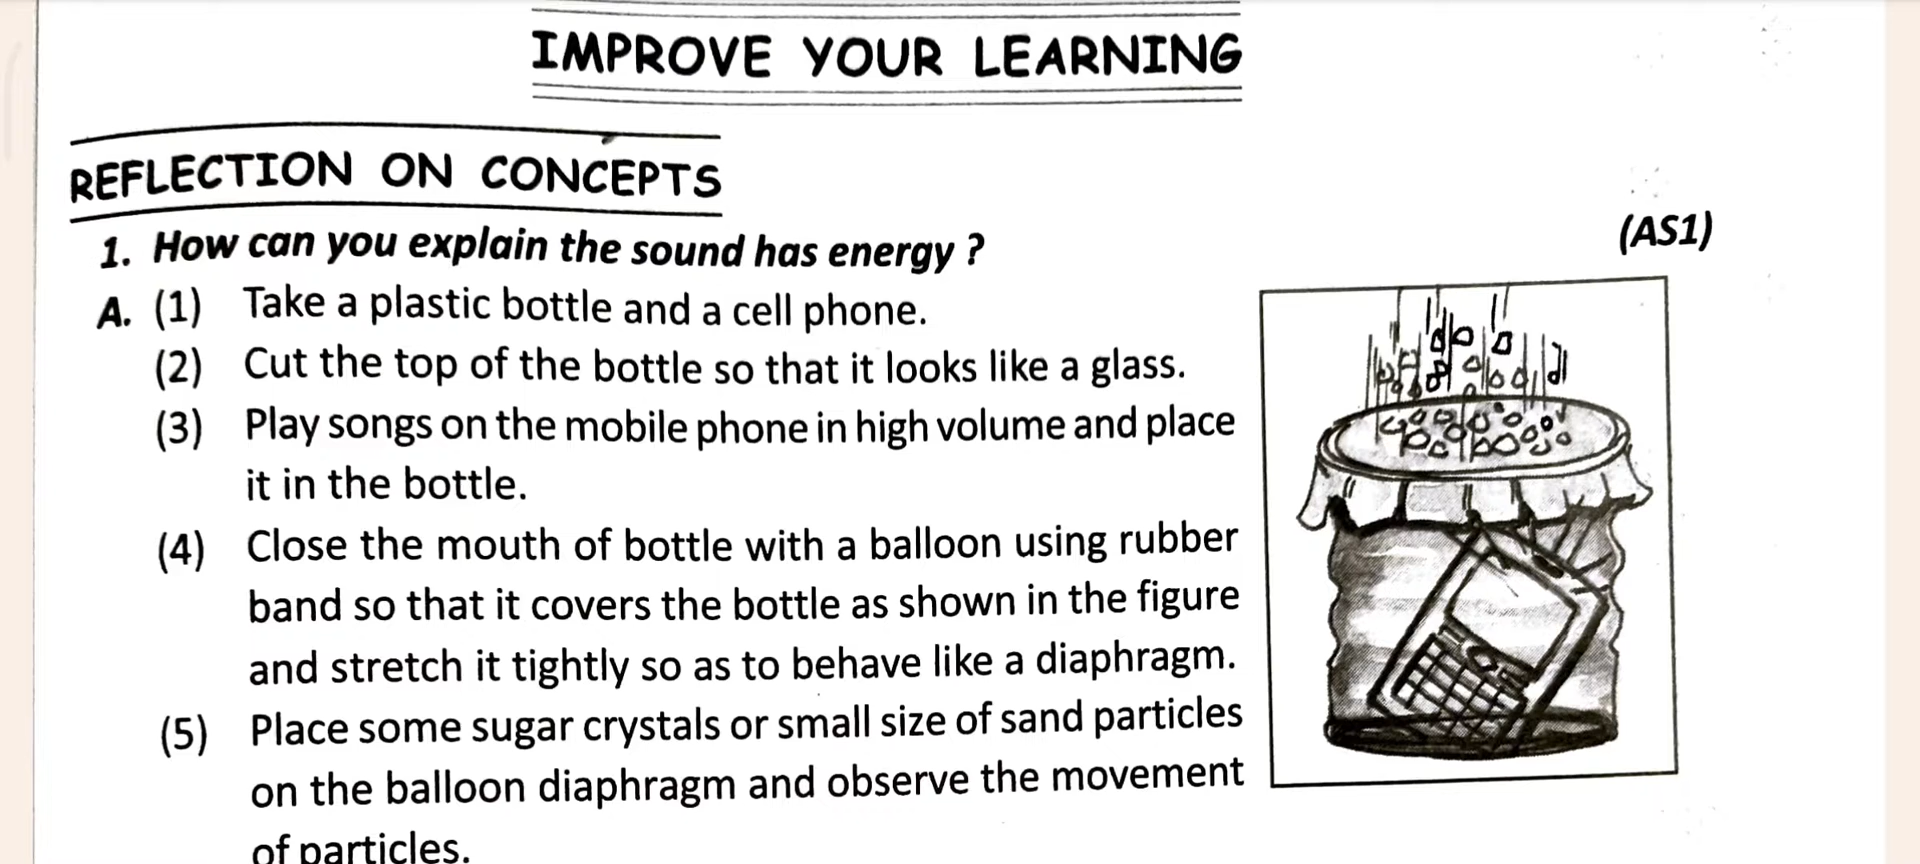 IMPROVE YOUR LEARNING
REFLECTION ON CONCEPTS
1. How can you explain the sound has energy ? (AS1)
A. (1) Take a plastic bottle and a cell phone.
(2) Cut the top of the bottle so that it looks like a glass.
(3) Play songs on the mobile phone in high volume and place
it in the bottle.
(4) Close the mouth of bottle with a balloon using rubber
band so that it covers the bottle as shown in the figure
and stretch it tightly so as to behave like a diaphragm.
(5) Place some sugar crystals or small size of sand particles
on the balloon diaphragm and observe the movement
of particles.